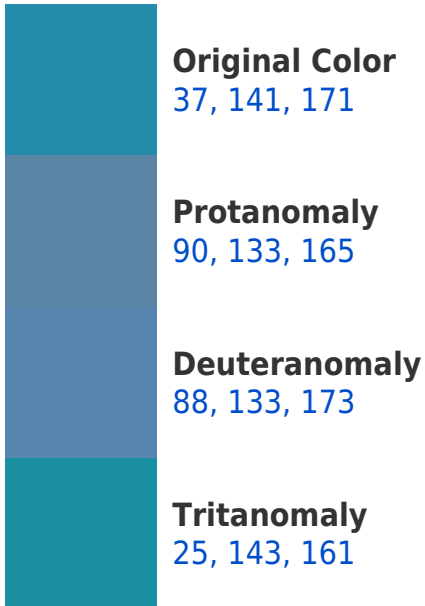 Original Color
37, 141, 171
Protanomaly
90, 133, 165
Deuteranomaly
88, 133, 173
Tritanomaly
25, 143, 161